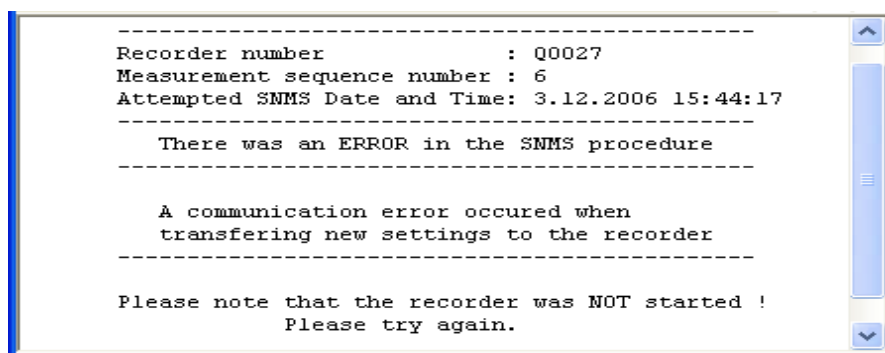 -----------------------------------------------
Recorder number : Q0027
Measurement sequence number : 6
Attempted SNMS Date and Time: 3.12.2006 15:44:17
-----------------------------------------------
There was an ERROR in the SNMS procedure
-----------------------------------------------
A communication error occured when
transfering new settings to the recorder
-----------------------------------------------
Please note that the recorder was NOT started !
Please try again.